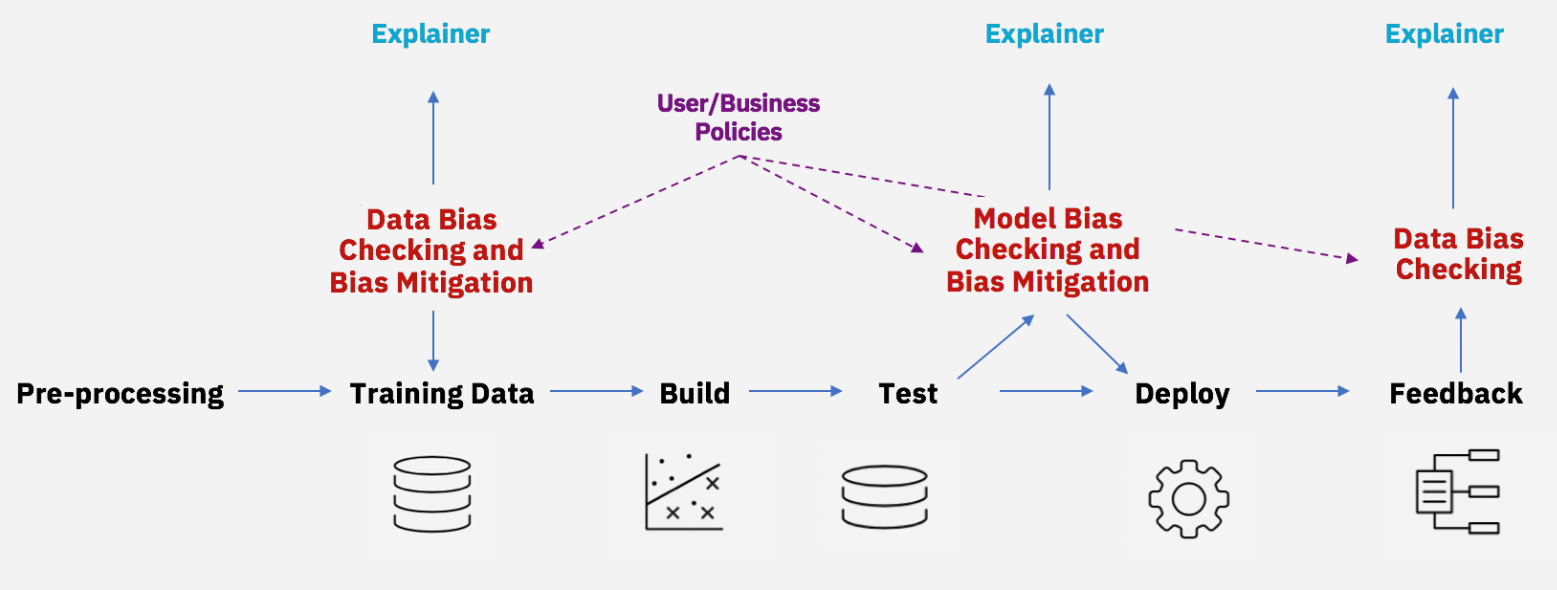 Explainer
Explainer
Explainer
User/Business
Policies
Data Bias
Checking and
Bias Mitigation
Model Bias
Checking and
Bias Mitigation
Data Bias
Checking
Pre-processing
Training Data
Build
Test
Deploy
Feedback